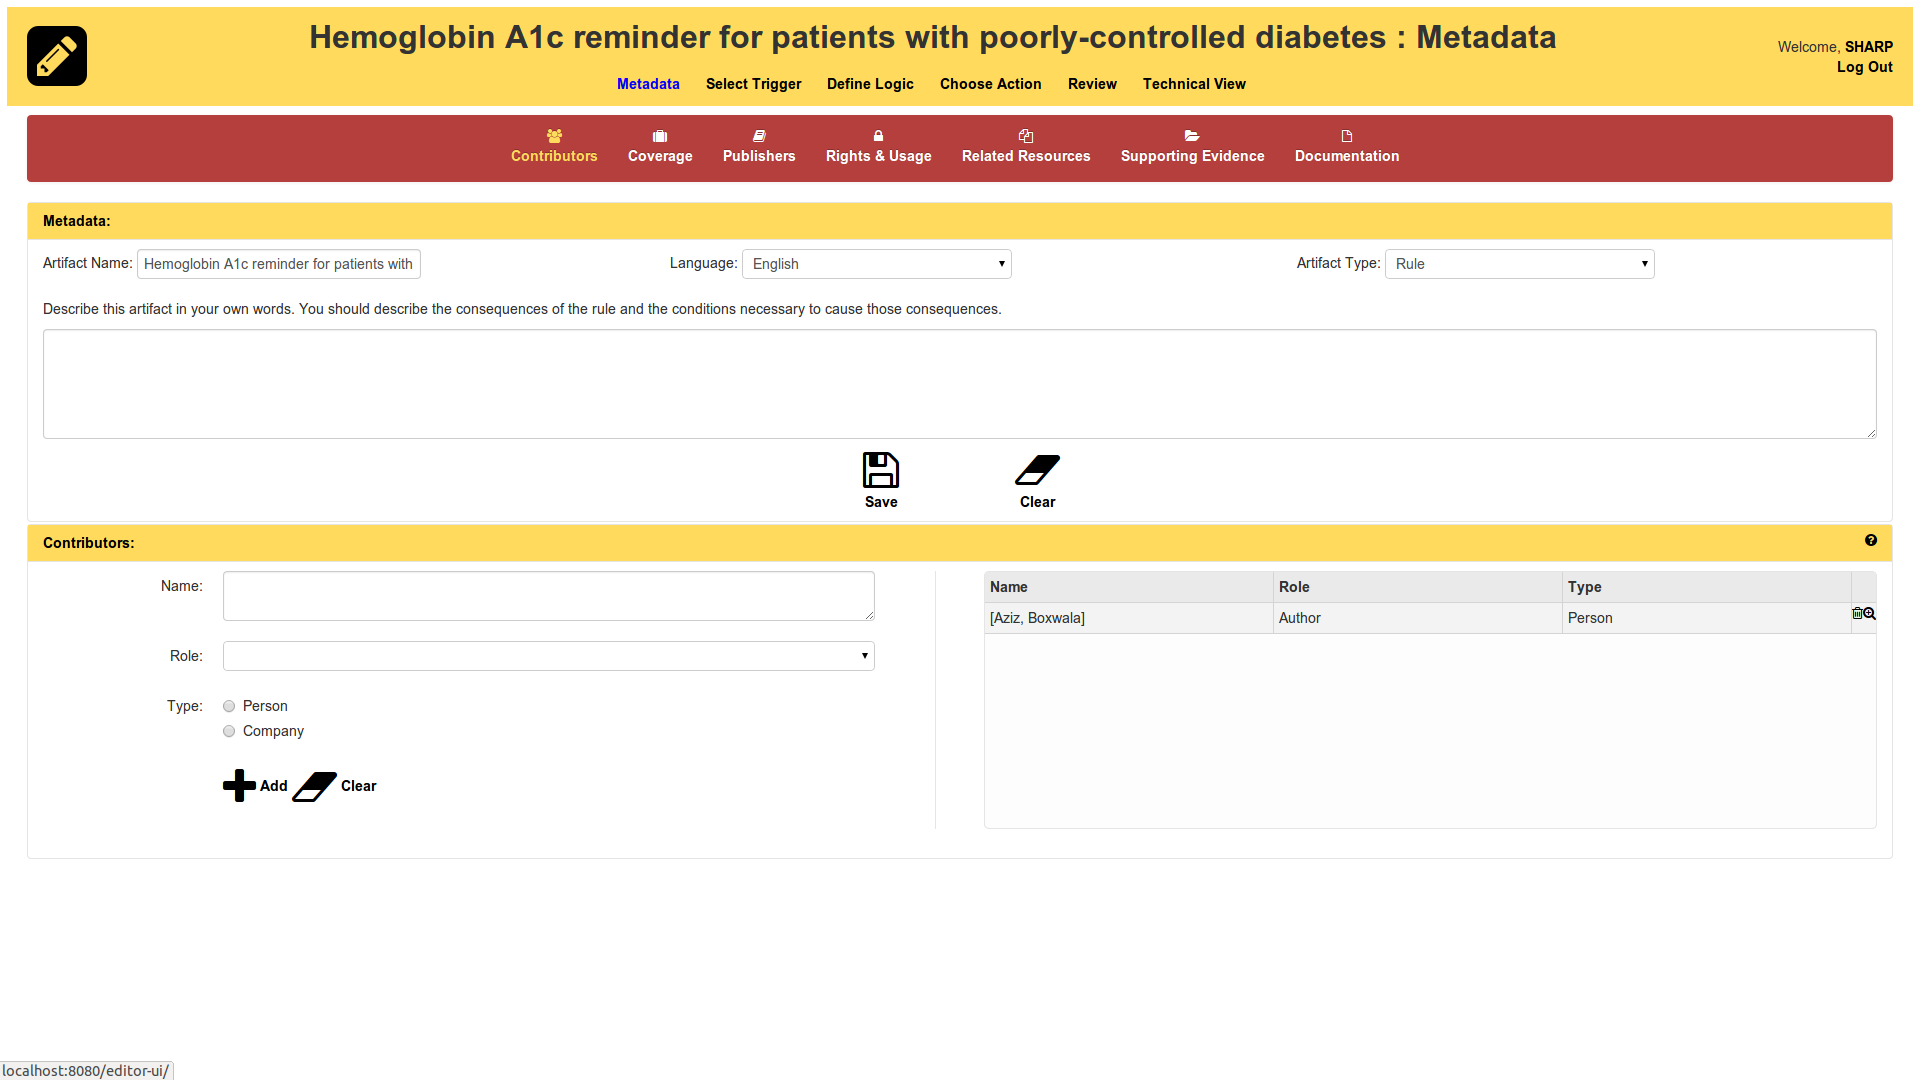 Hemoglobin A1c reminder for patients with poorly-controlled diabetes : Metadata
Welcome, SHARP
Log Out
Metadata Select Trigger Define Logic Choose Action Review Technical View
Contributors Coverage Publishers Rights & Usage Related Resources Supporting Evidence Documentation
Metadata:
Artifact Name: Hemoglobin A1c reminder for patients with Language: English Artifact Type: Rule
Describe this artifact in your own words. You should describe the consequences of the rule and the conditions necessary to cause those consequences.
Save Clear
Contributors:
Name:
Role:
Type: Person
Company
Add Clear
Name Role Type
[Aziz, Boxwala] Author Person
localhost:8080/editor-ui/